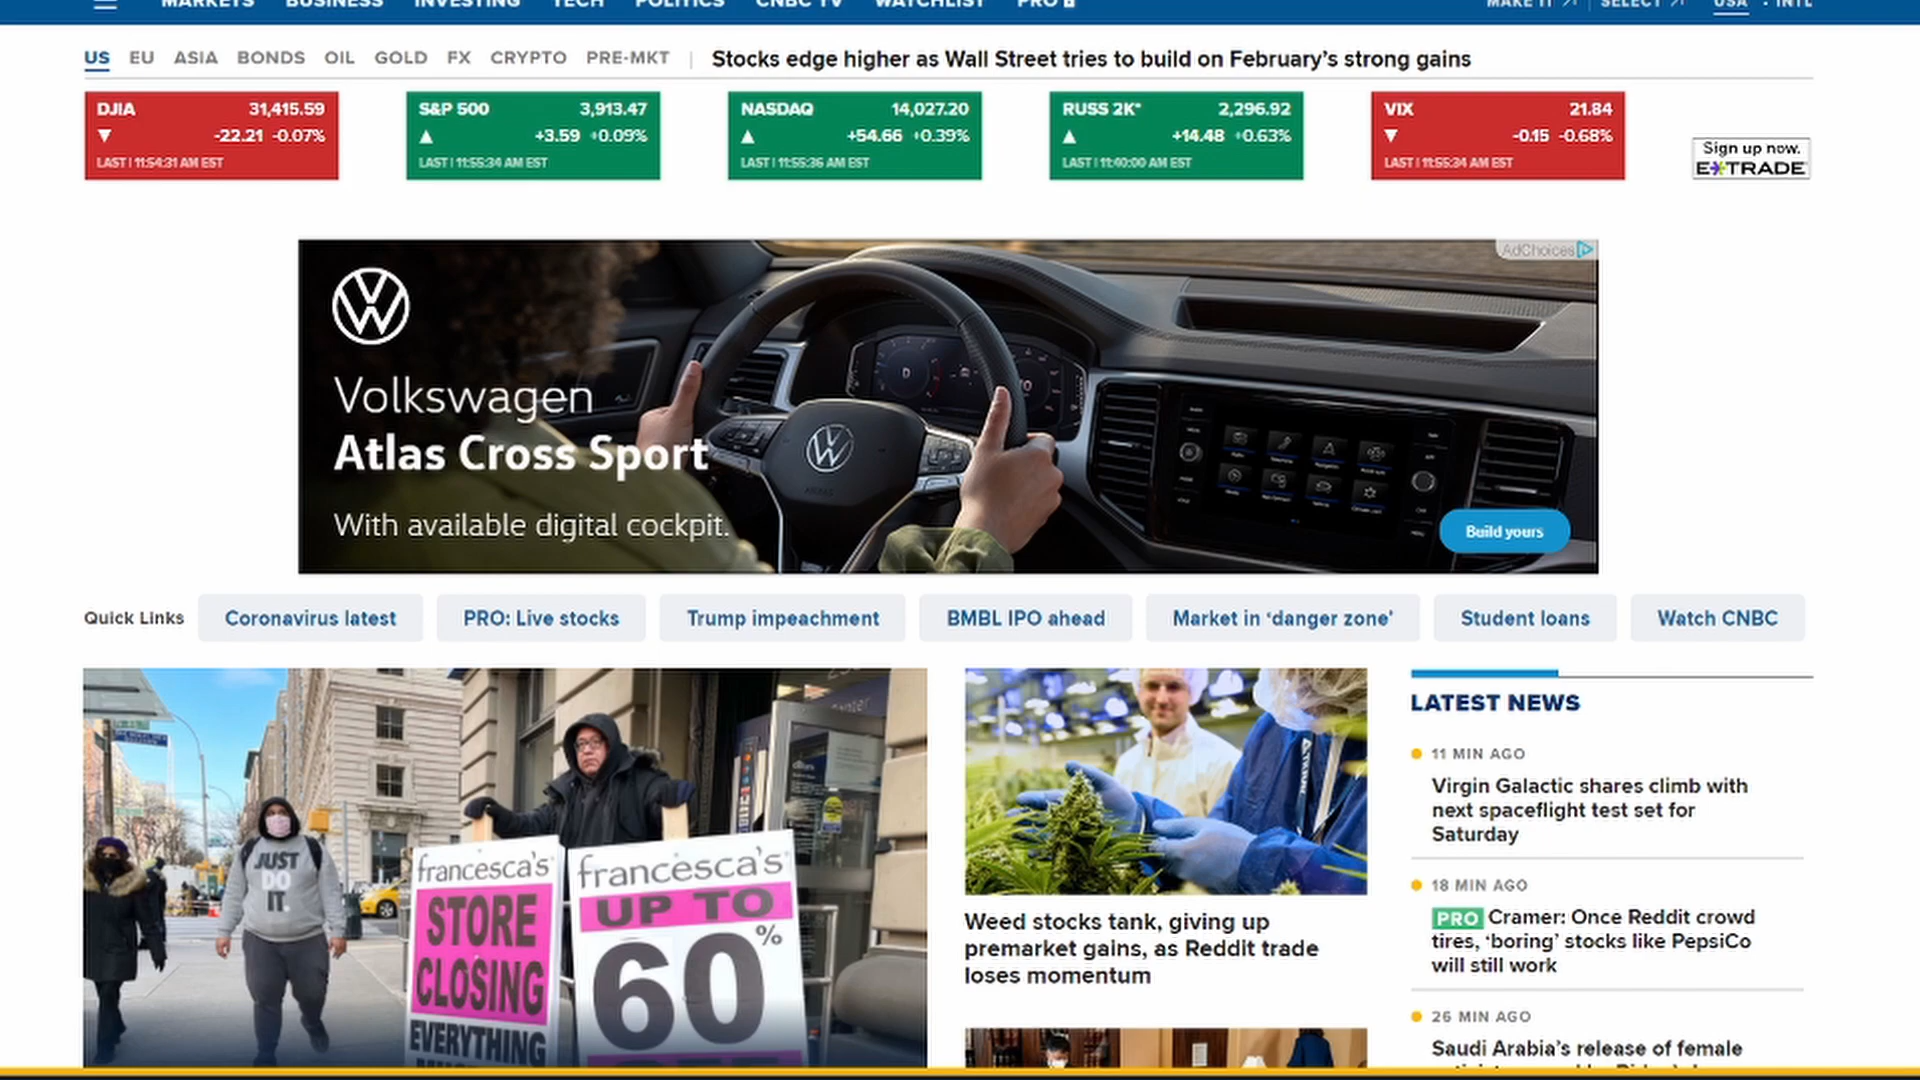 MARKETS BUSINESS INVESTING TECH POLITICS CNBC TV WATCHLIST PRO MAKE IT SELECT USA • INTL
US EU ASIA BONDS OIL GOLD FX CRYPTO PRE-MKT | Stocks edge higher as Wall Street tries to build on February’s strong gains
DJIA 31,415.59
▼ -22.21 -0.07%
LAST | 11:54:31 AM EST
S&P 500 3,913.47
▲ +3.59 +0.09%
LAST | 11:55:34 AM EST
NASDAQ 14,027.20
▲ +54.66 +0.39%
LAST | 11:55:36 AM EST
RUSS 2K* 2,296.92
▲ +14.48 +0.63%
LAST | 11:40:00 AM EST
VIX 21.84
▼ -0.15 -0.68%
LAST | 11:55:34 AM EST
Sign up now.
E*TRADE
AdChoices
Volkswagen
Atlas Cross Sport
With available digital cockpit.
Build yours
Quick Links Coronavirus latest PRO: Live stocks Trump impeachment BMBL IPO ahead Market in ‘danger zone’ Student loans Watch CNBC
JUST
DO
IT.
francesca's
STORE
CLOSING
EVERYTHING
francesca's
UP TO
60%
Weed stocks tank, giving up
premarket gains, as Reddit trade
loses momentum
LATEST NEWS
11 MIN AGO
Virgin Galactic shares climb with
next spaceflight test set for
Saturday
18 MIN AGO
PRO Cramer: Once Reddit crowd
tires, ‘boring’ stocks like PepsiCo
will still work
26 MIN AGO
Saudi Arabia’s release of female